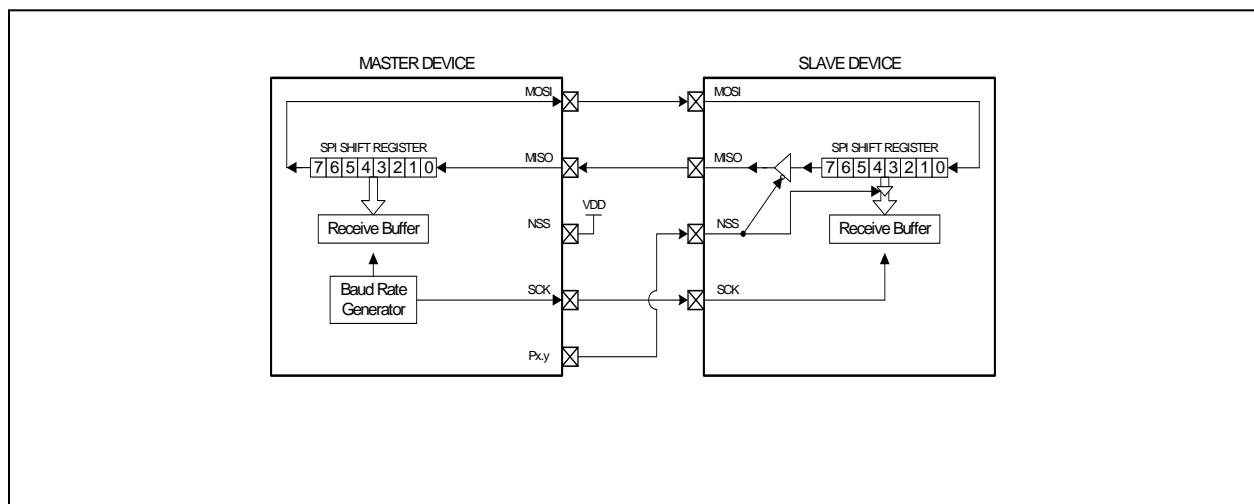 MASTER DEVICE
SLAVE DEVICE
MOSI
MOSI
SPI SHIFT REGISTER
MISO
MISO
SPI SHIFT REGISTER
7 6 5 4 3 2 1 0
7 6 5 4 3 2 1 0
VDD
Receive Buffer
NSS
NSS
Receive Buffer
Baud Rate
Generator
SCK
SCK
Px.y